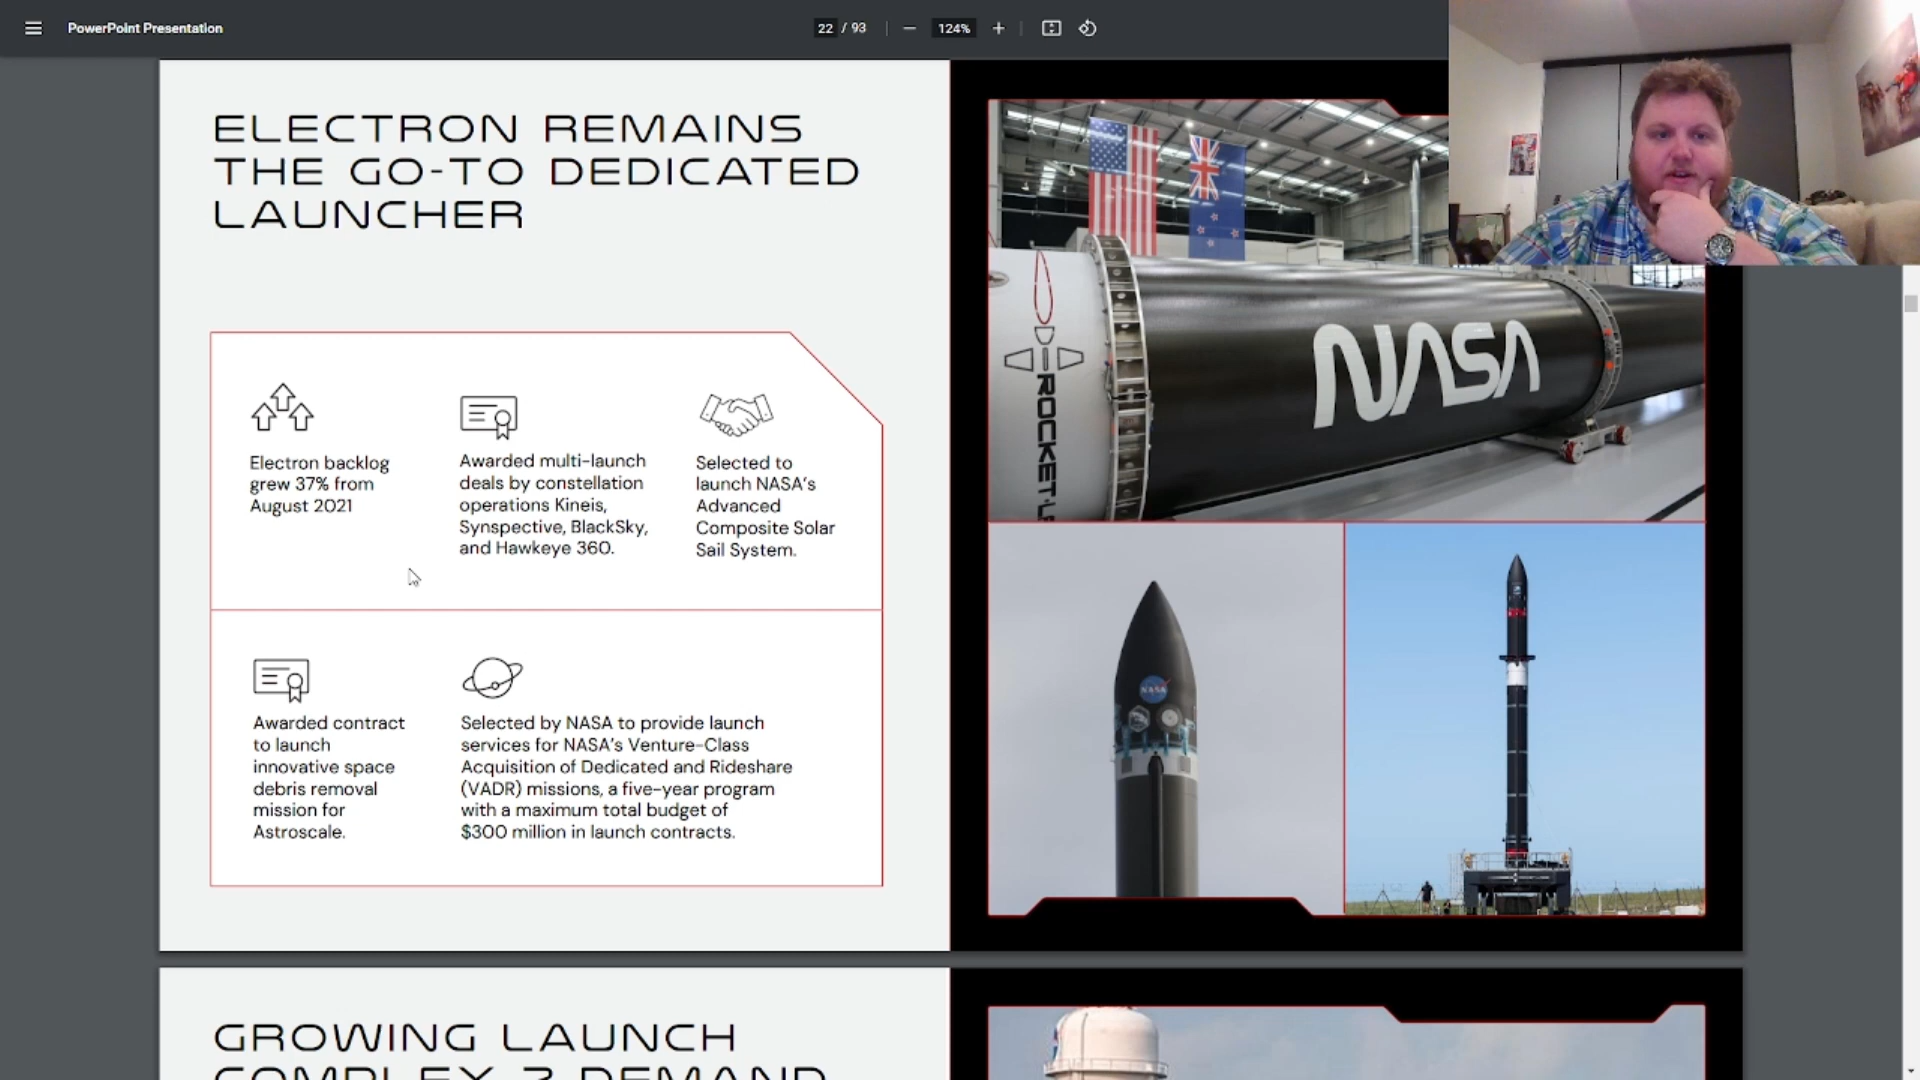 PowerPoint Presentation
22 / 93
124%
ELECTRON REMAINS
THE GO-TO DEDICATED
LAUNCHER
Electron backlog
grew 37% from
August 2021
Awarded multi-launch
deals by constellation
operations Kineis,
Synspective, BlackSky,
and Hawkeye 360.
Selected to
launch NASA's
Advanced
Composite Solar
Sail System.
Awarded contract
to launch
innovative space
debris removal
mission for
Astroscale.
Selected by NASA to provide launch
services for NASA's Venture-Class
Acquisition of Dedicated and Rideshare
(VADR) missions, a five-year program
with a maximum total budget of
$300 million in launch contracts.
NASA
ROCKET
NASA
GROWING LAUNCH
COMPLEX 2 DEMAND